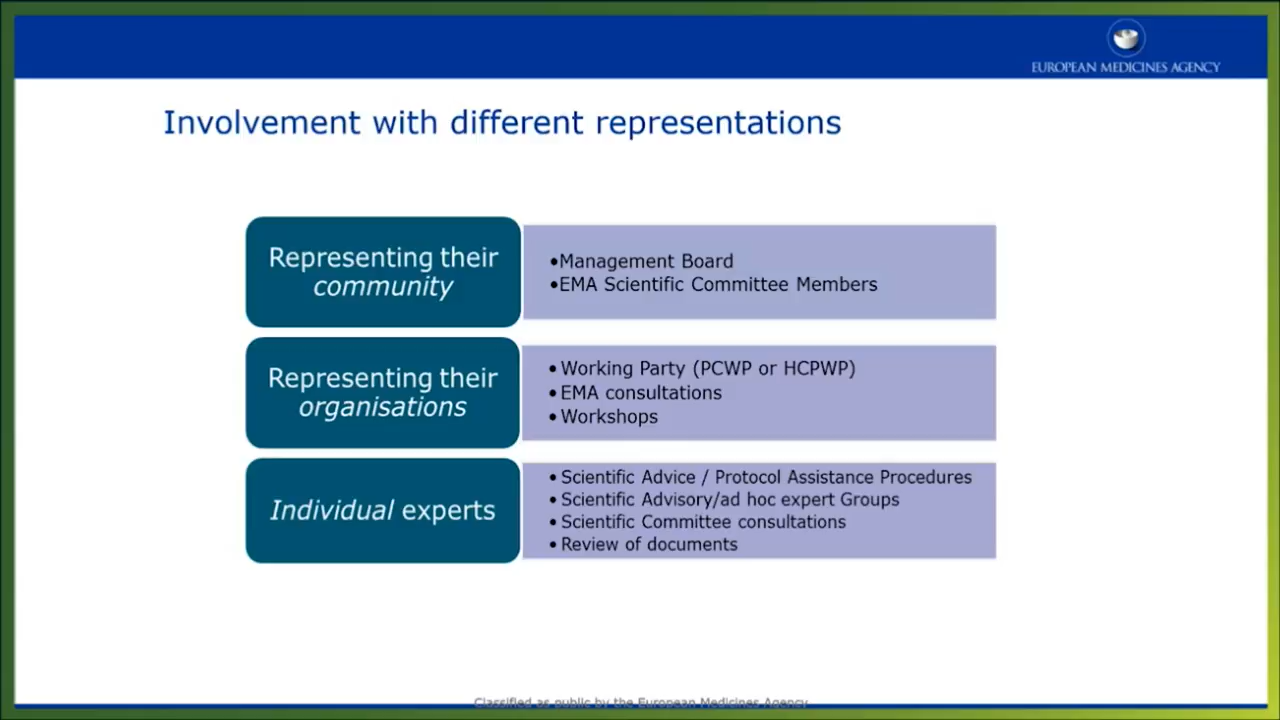 EUROPEAN MEDICINES AGENCY
Involvement with different representations
Representing their
community
•Management Board
•EMA Scientific Committee Members
Representing their
organisations
•Working Party (PCWP or HCPWP)
•EMA consultations
•Workshops
Individual experts
•Scientific Advice / Protocol Assistance Procedures
•Scientific Advisory/ad hoc expert Groups
•Scientific Committee consultations
•Review of documents
Classified as public by the European Medicines Agency